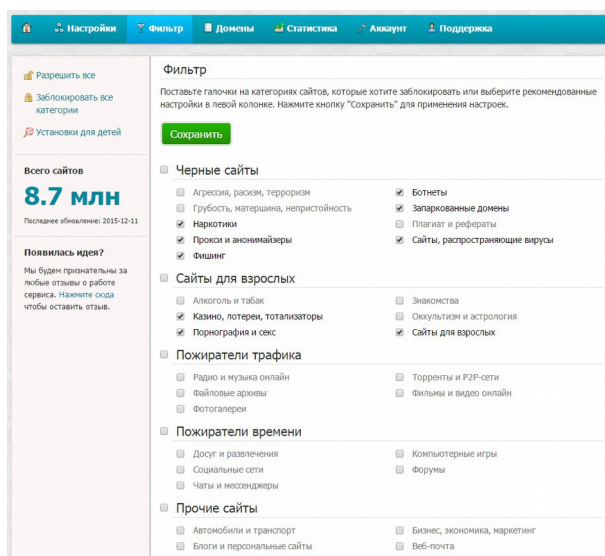 Настройки Фильтр Домены Статистика Аккаунт Поддержка
Разрешить все
Заблокировать все
категории
Установки для детей
Всего сайтов
8.7 млн
Последнее обновление: 2015-12-11
Появилась идея?
Мы будем признательны за
любые отзывы о работе
сервиса. Нажмите сюда
чтобы оставить отзыв.
Фильтр
Поставьте галочки на категориях сайтов, которые хотите заблокировать или выберите рекомендованные
настройки в левой колонке. Нажмите кнопку "Сохранить" для применения настроек.
Сохранить
Черные сайты
Агрессия, расизм, терроризм Ботнеты
Грубость, матершина, непристойность Запаркованные домены
Наркотики Плагиат и рефераты
Прокси и анонимайзеры Сайты, распространяющие вирусы
Фишинг
Сайты для взрослых
Алкоголь и табак Знакомства
Казино, лотереи, тотализаторы Оккультизм и астрология
Порнография и секс Сайты для взрослых
Пожиратели трафика
Радио и музыка онлайн Торренты и P2P-сети
Файловые архивы Фильмы и видео онлайн
Фотогалереи
Пожиратели времени
Досуг и развлечения Компьютерные игры
Социальные сети Форумы
Чаты и мессенджеры
Прочие сайты
Автомобили и транспорт Бизнес, экономика, маркетинг
Блоги и персональные сайты Веб-почта